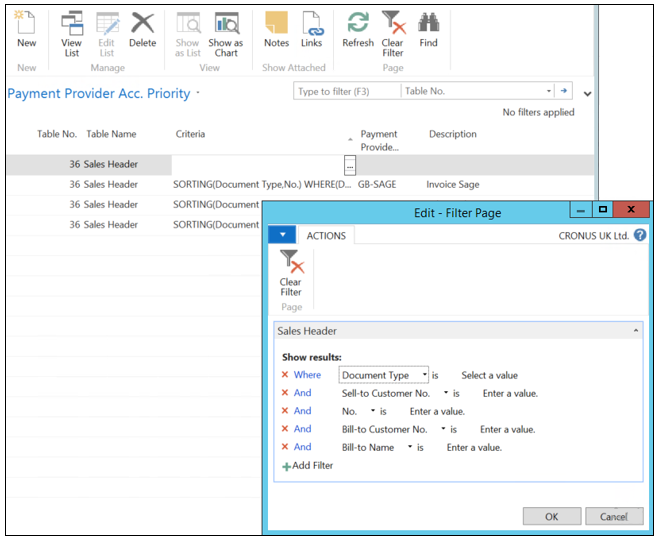 New
View List
Edit List
Delete
Show as List
Show as Chart
Notes
Links
Refresh
Clear Filter
Find
New
Manage
View
Show Attached
Page
Payment Provider Acc. Priority
Type to filter (F3)
Table No.
No filters applied
Table No. Table Name Criteria Payment Provide... Description
36 Sales Header ...
36 Sales Header SORTING(Document Type,No.) WHERE(D... GB-SAGE Invoice Sage
36 Sales Header SORTING(Document
36 Sales Header SORTING(Document
Edit - Filter Page
ACTIONS
CRONUS UK Ltd. ?
Clear Filter
Page
Sales Header
Show results:
Where Document Type is Select a value
And Sell-to Customer No. is Enter a value.
And No. is Enter a value.
And Bill-to Customer No. is Enter a value.
And Bill-to Name is Enter a value.
Add Filter
OK
Cancel